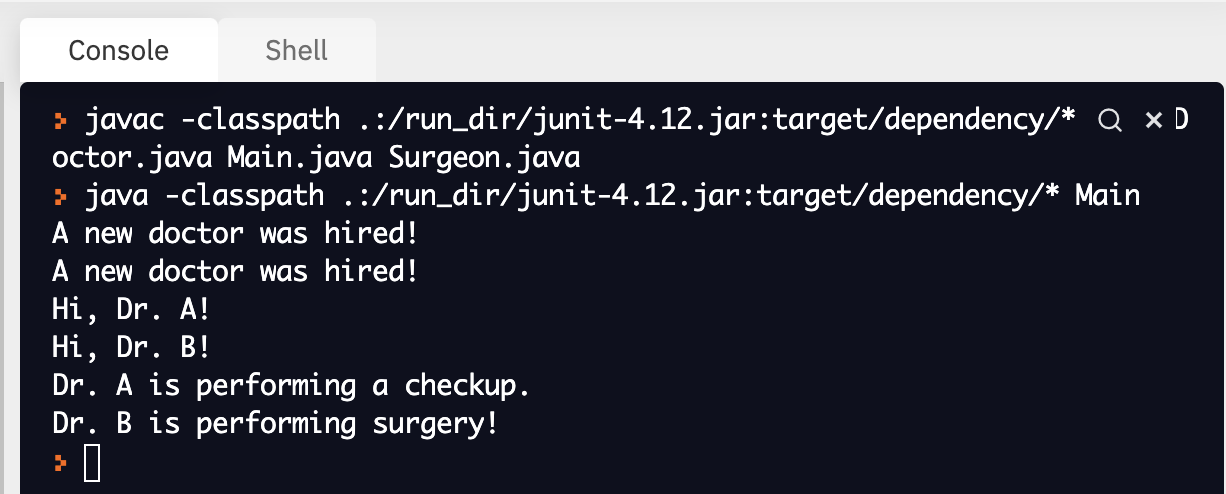 Console Shell
> javac -classpath .:/run_dir/junit-4.12.jar:target/dependency/* D
octor.java Main.java Surgeon.java
> java -classpath .:/run_dir/junit-4.12.jar:target/dependency/* Main
A new doctor was hired!
A new doctor was hired!
Hi, Dr. A!
Hi, Dr. B!
Dr. A is performing a checkup.
Dr. B is performing surgery!
>